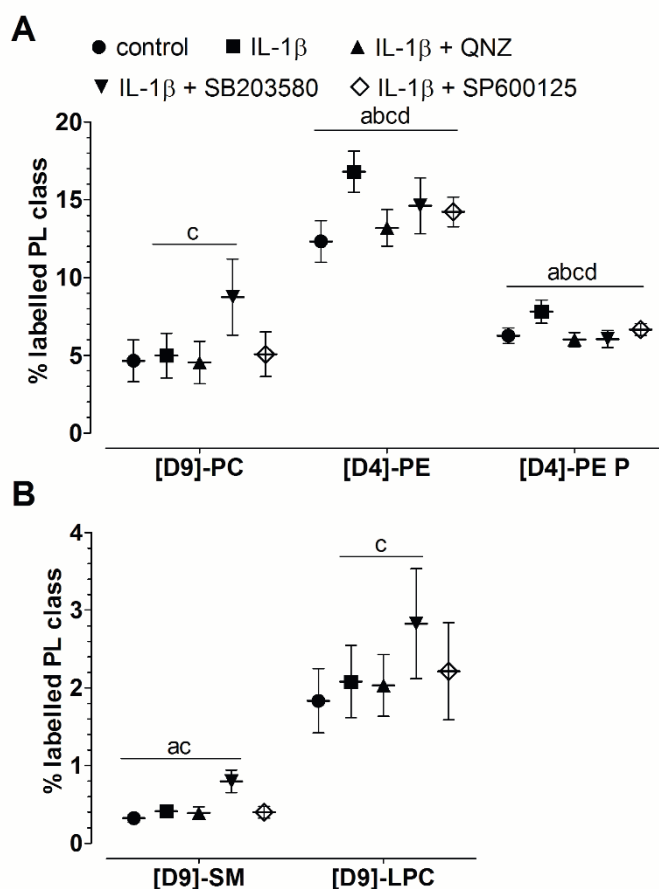 A
control IL-1β IL-1β + QNZ
IL-1β + SB203580 IL-1β + SP600125
% labelled PL class
20
15
10
5
0
c
abcd
abcd
[D9]-PC [D4]-PE [D4]-PE P
B
% labelled PL class
4
3
2
1
0
ac
c
[D9]-SM [D9]-LPC